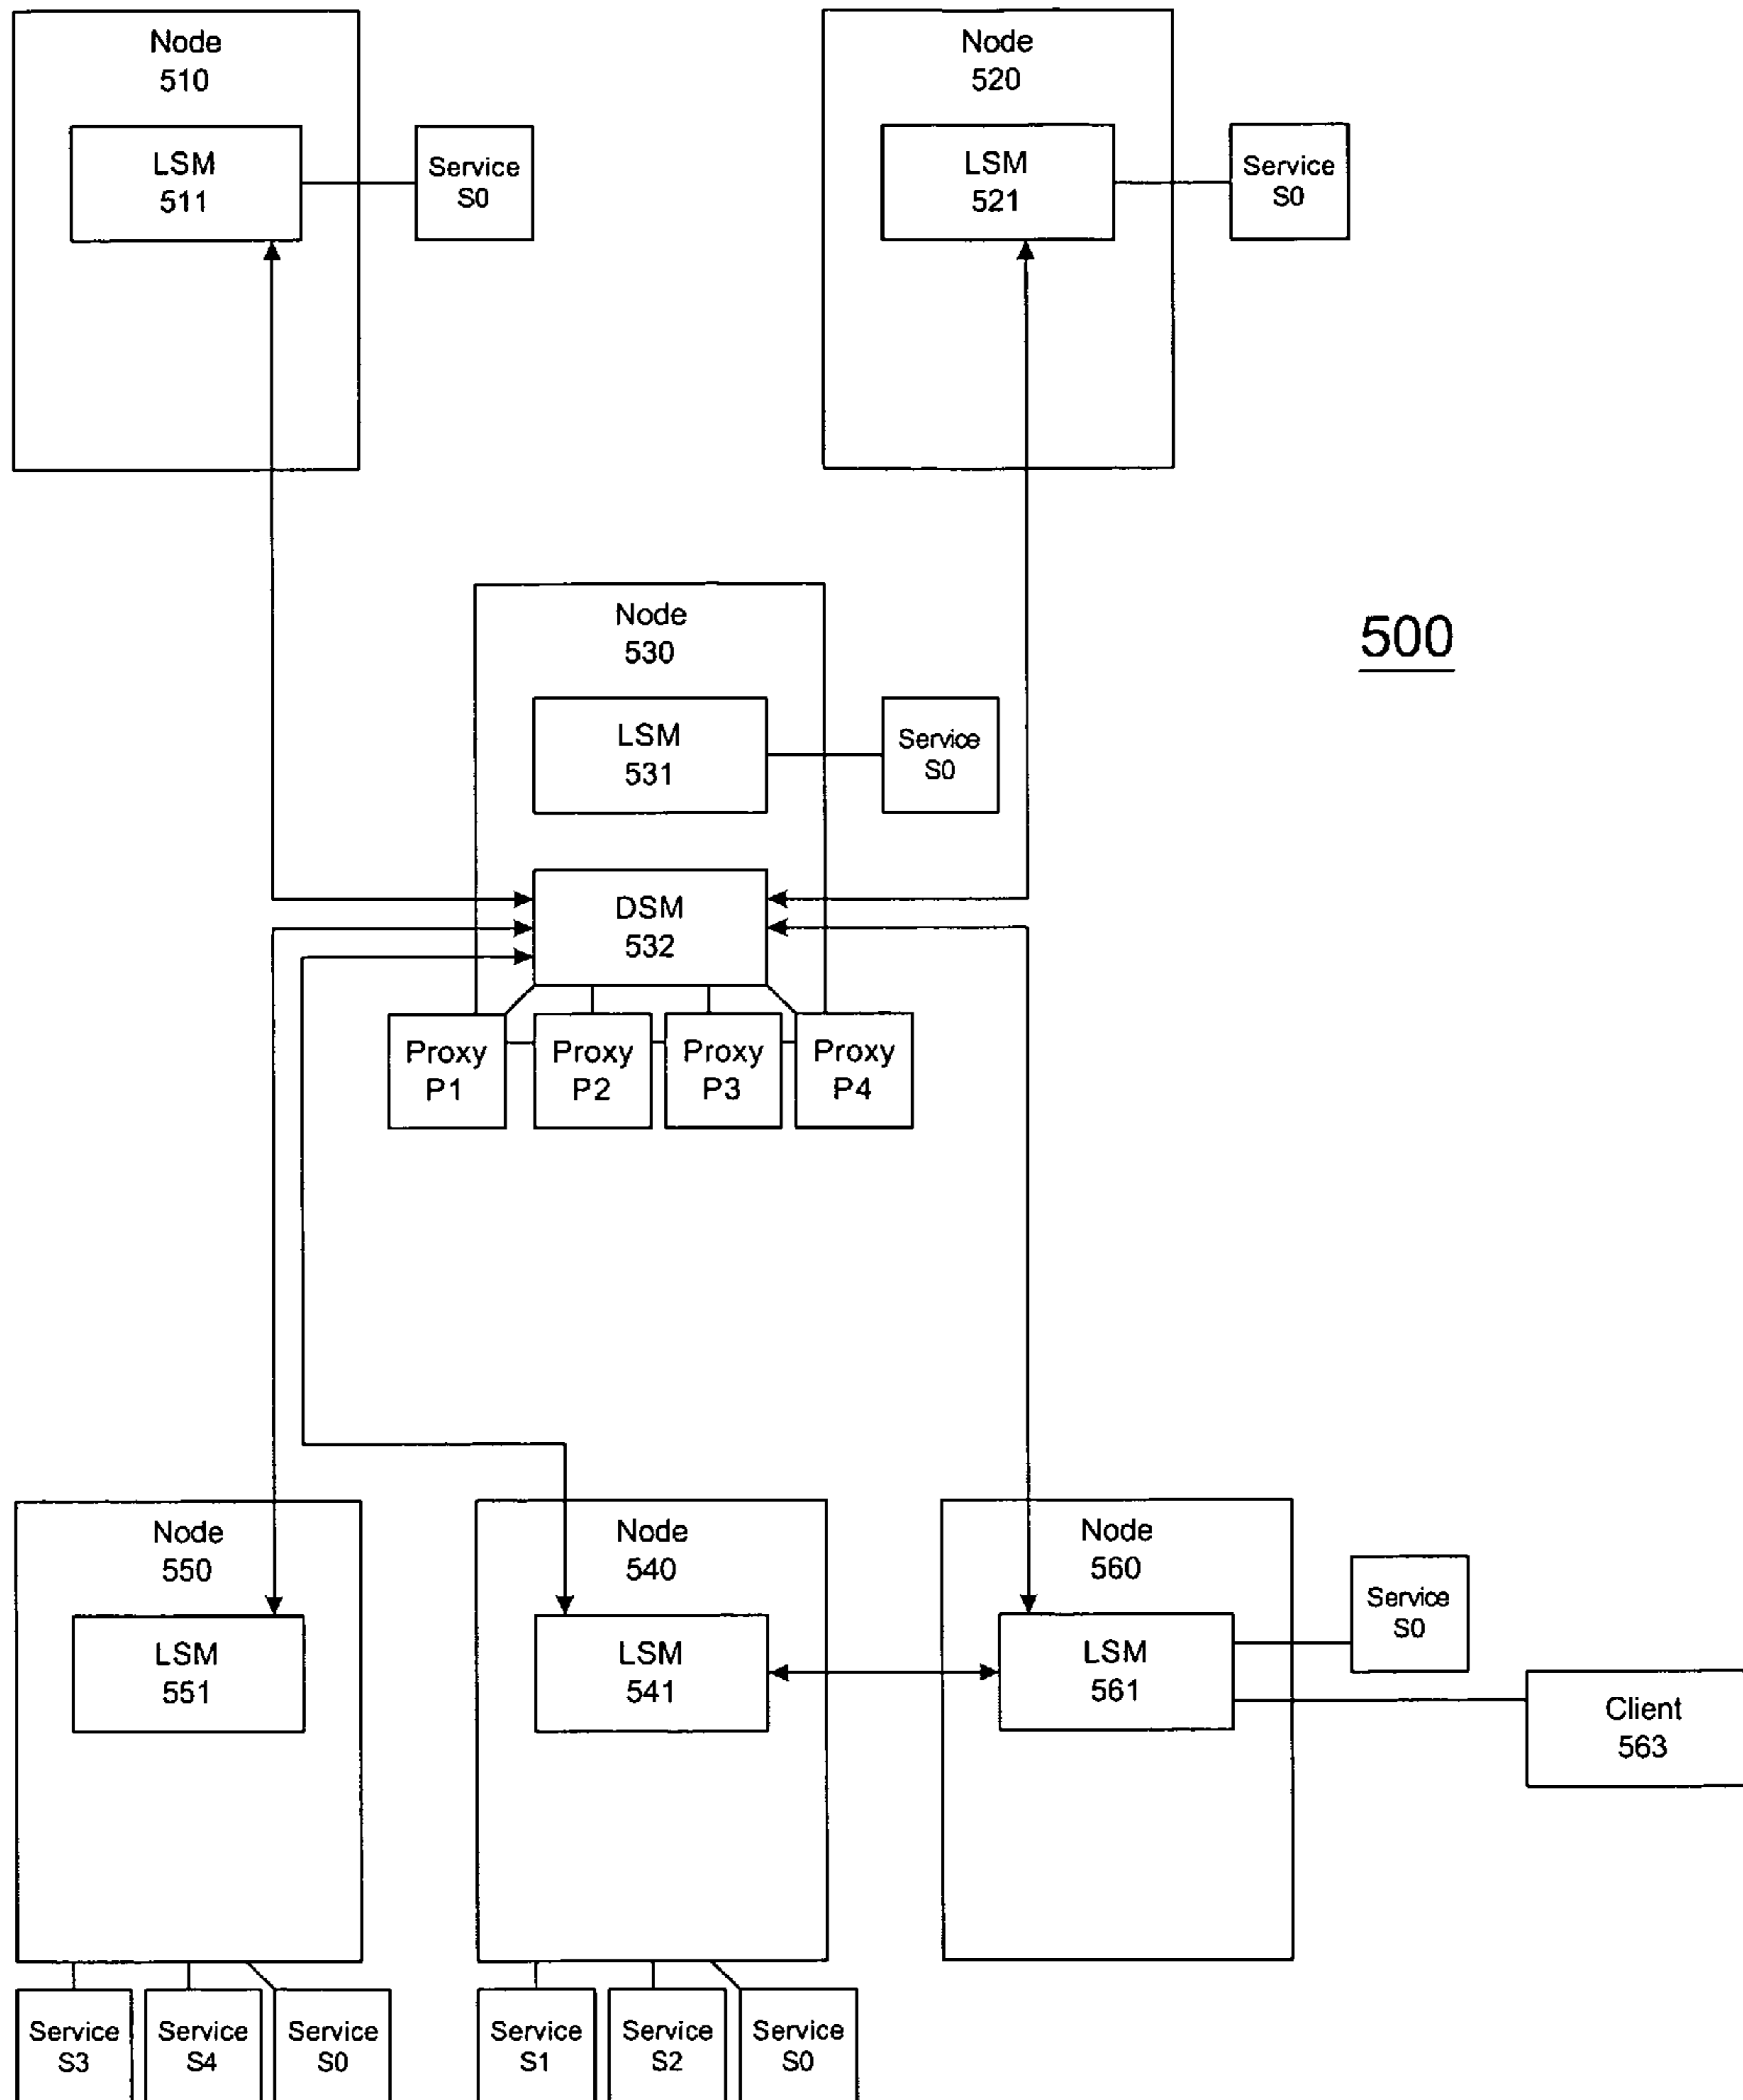 Node
510
LSM
511
Service
S0
Node
520
LSM
521
Service
S0
500
Node
530
LSM
531
Service
S0
DSM
532
Proxy
P1
Proxy
P2
Proxy
P3
Proxy
P4
Node
550
LSM
551
Service
S3
Service
S4
Service
S0
Node
540
LSM
541
Service
S1
Service
S2
Service
S0
Node
560
LSM
561
Service
S0
Client
563